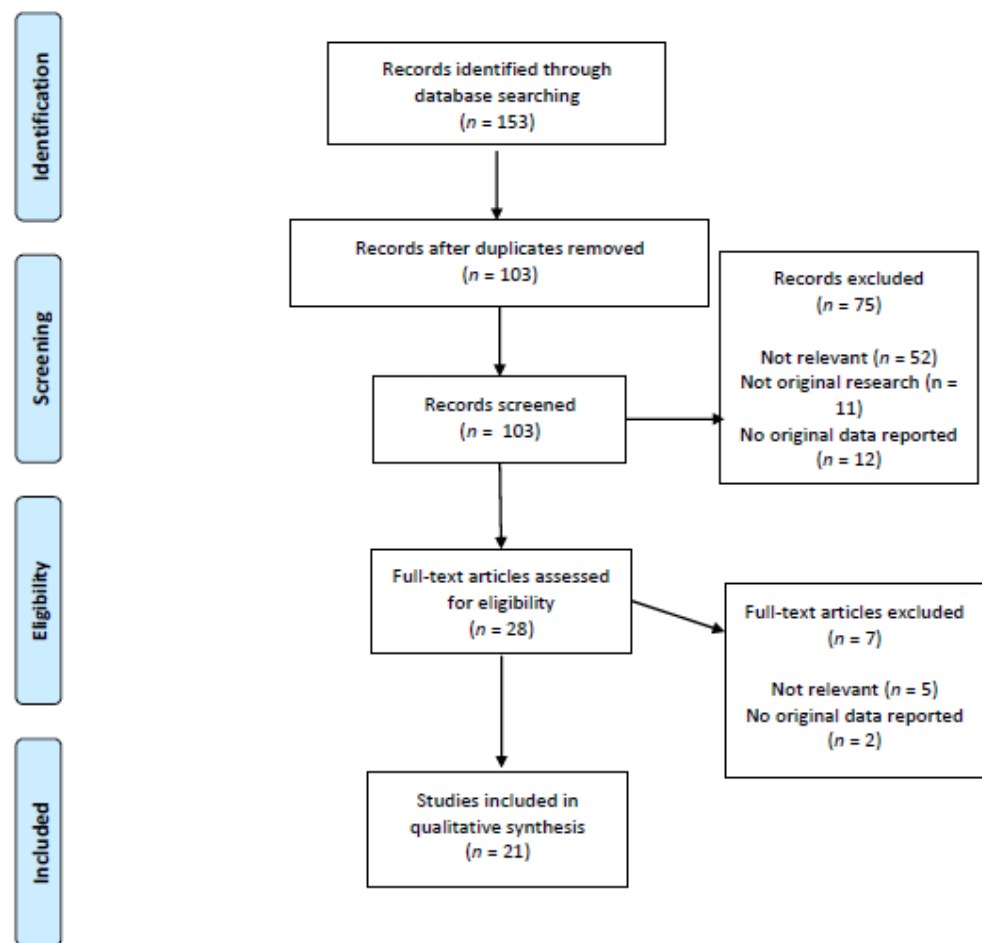 Identification
Records identified through
database searching
(n = 153)
Records after duplicates removed
(n = 103)
Screening
Records screened
(n = 103)
Records excluded
(n = 75)
Not relevant (n = 52)
Not original research (n =
11)
No original data reported
(n = 12)
Eligibility
Full-text articles assessed
for eligibility
(n = 28)
Full-text articles excluded
(n = 7)
Not relevant (n = 5)
No original data reported
(n = 2)
Included
Studies included in
qualitative synthesis
(n = 21)